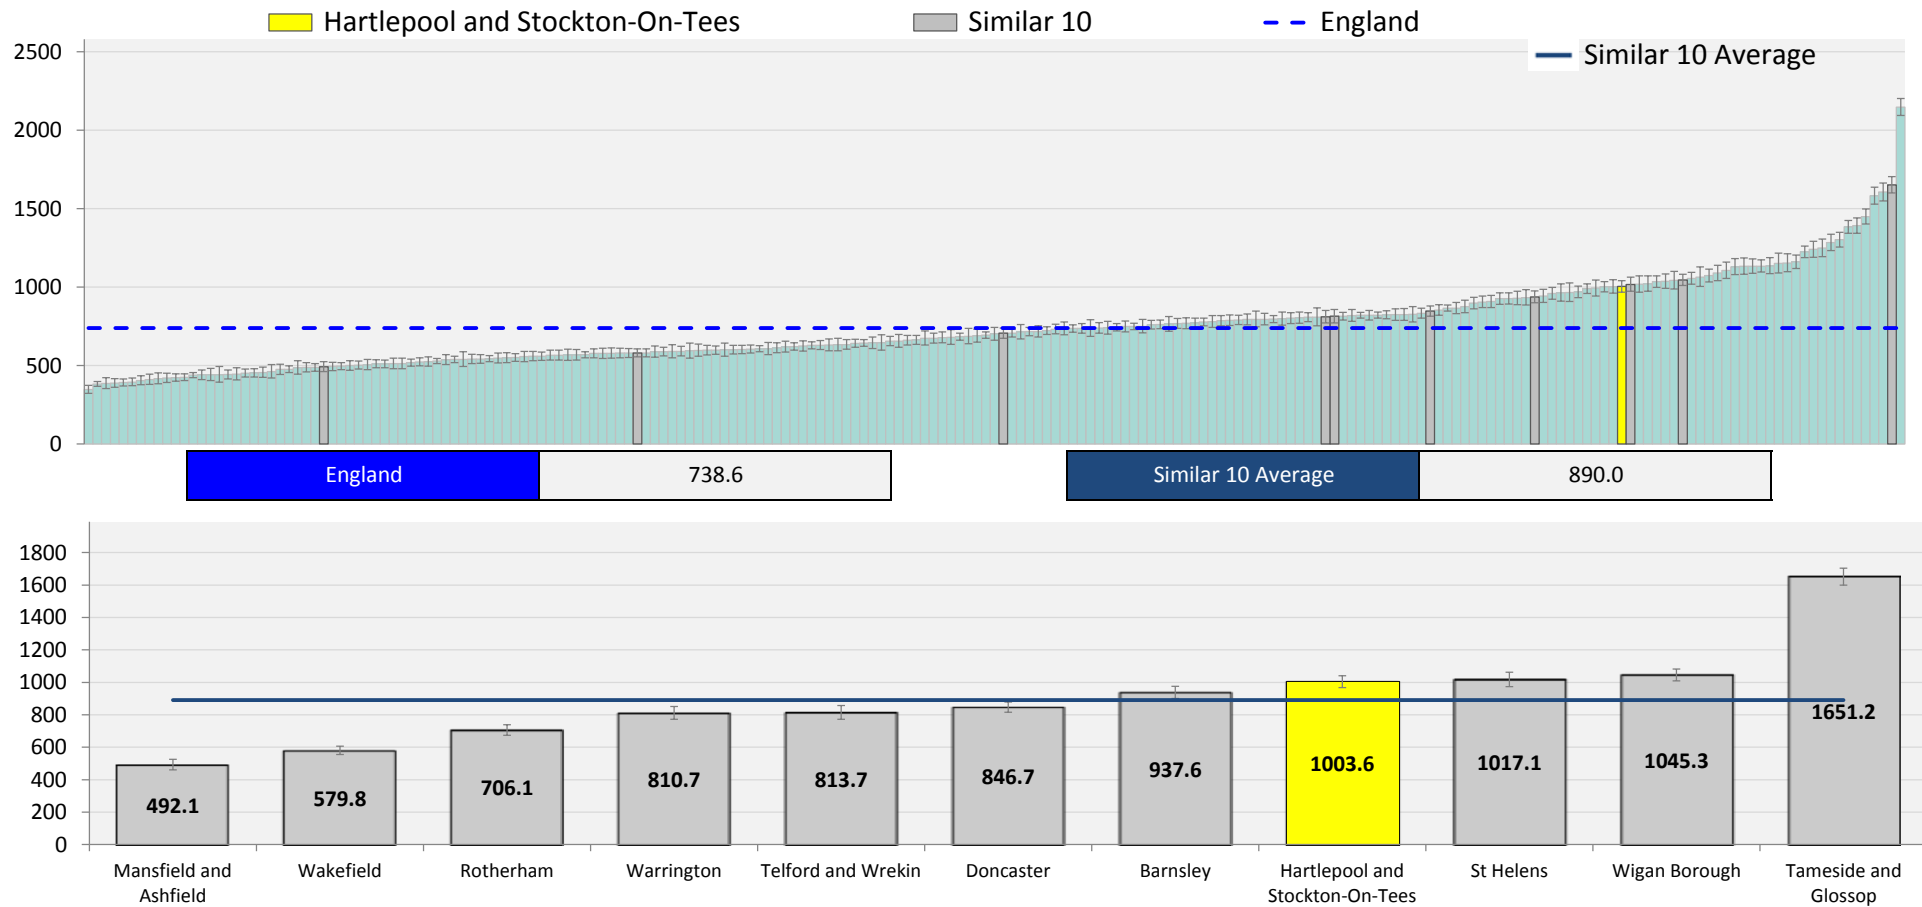 Hartlepool and Stockton-On-Tees
Similar 10
England
Similar 10 Average
2500
2000
1500
1000
500
0
England 738.6 Similar 10 Average 890.0
1800
1600
1400
1200
1000
800
600
400
200
0
492.1 579.8 706.1 810.7 813.7 846.7 937.6 1003.6 1017.1 1045.3 1651.2
Mansfield and Ashfield
Wakefield
Rotherham
Warrington
Telford and Wrekin
Doncaster
Barnsley
Hartlepool and Stockton-On-Tees
St Helens
Wigan Borough
Tameside and Glossop